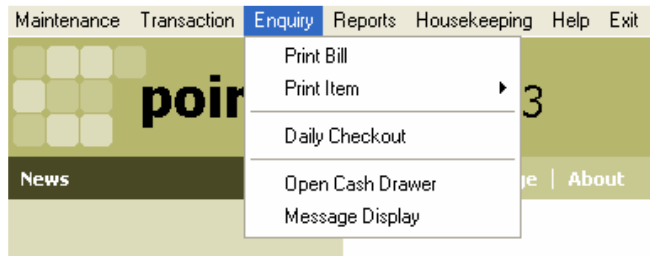 Maintenance Transaction Enquiry Reports Housekeeping Help Exit
Print Bill
Print Item
3
Daily Checkout
News
Open Cash Drawer
About
Message Display